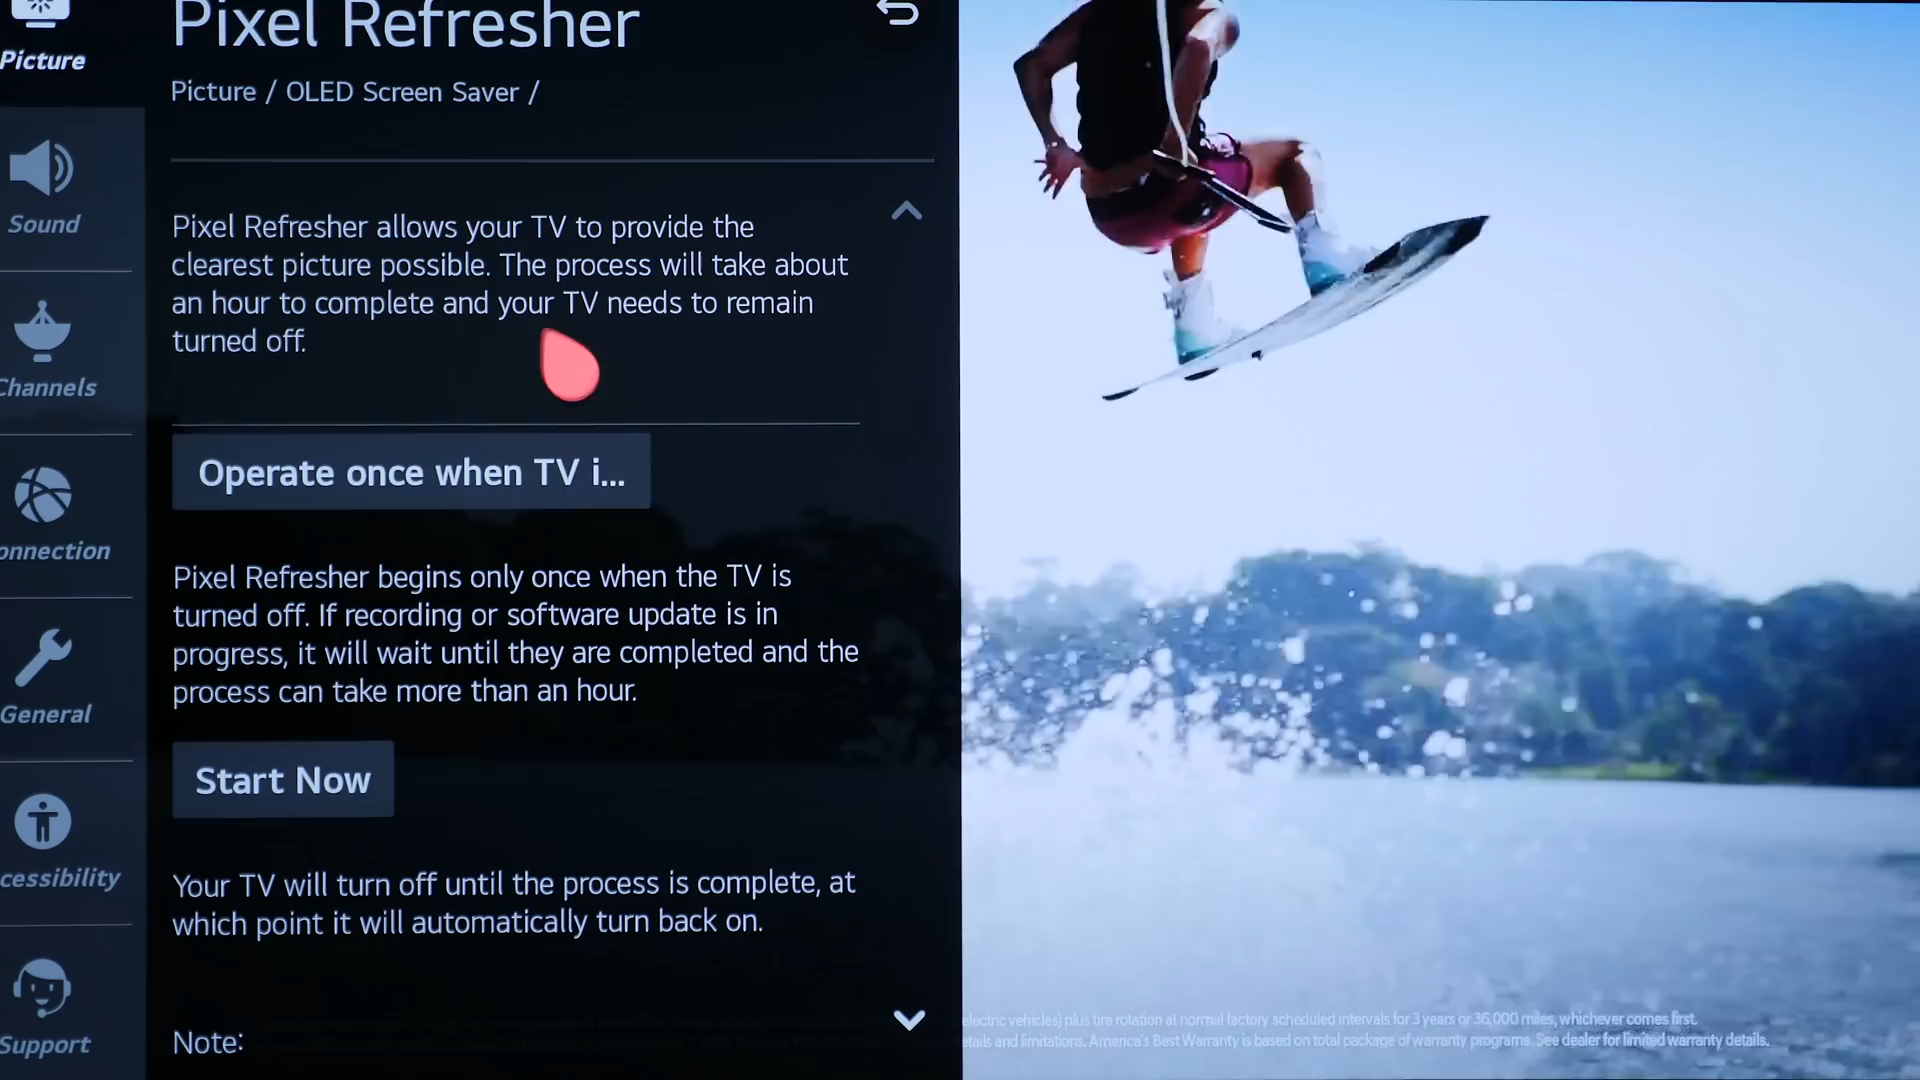 Pixel Refresher
Picture
Picture / OLED Screen Saver /
Sound
Pixel Refresher allows your TV to provide the
clearest picture possible. The process will take about
an hour to complete and your TV needs to remain
turned off.
Channels
Operate once when TV i...
onnection
Pixel Refresher begins only once when the TV is
turned off. If recording or software update is in
progress, it will wait until they are completed and the
process can take more than an hour.
General
Start Now
cessibility
Your TV will turn off until the process is complete, at
which point it will automatically turn back on.
Support
Note:
electric vehicles) plus tire rotation at normal factory scheduled intervals for 3 years or 36,000 miles, whichever comes first.
etails and limitations. America's Best Warranty is based on total package of warranty programs. See dealer for limited warranty details.